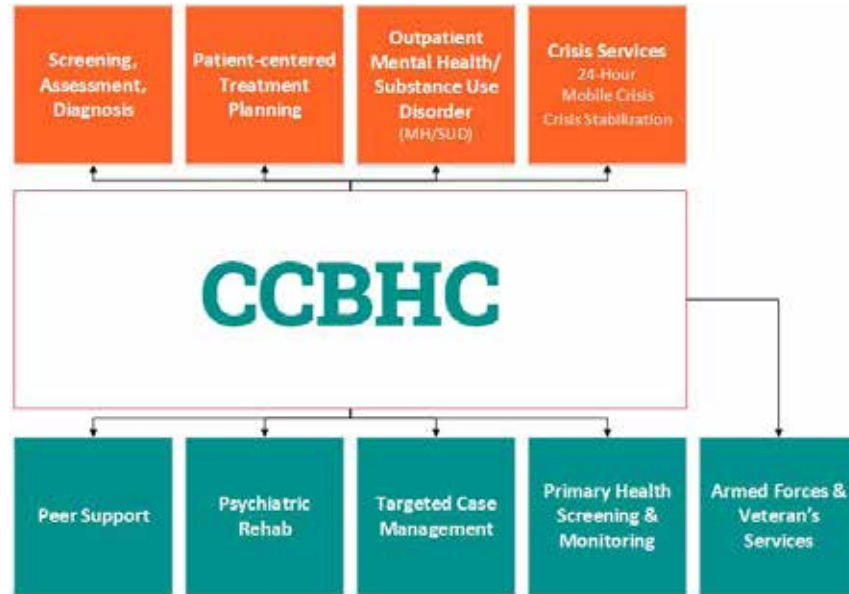 Screening,
Assessment,
Diagnosis
Patient-centered
Treatment
Planning
Outpatient
Mental Health/
Substance Use
Disorder
(MH/SUD)
Crisis Services
24-Hour
Mobile Crisis
Crisis Stabilization
CCBHC
Peer Support
Psychiatric
Rehab
Targeted Case
Management
Primary Health
Screening &
Monitoring
Armed Forces &
Veteran's
Services